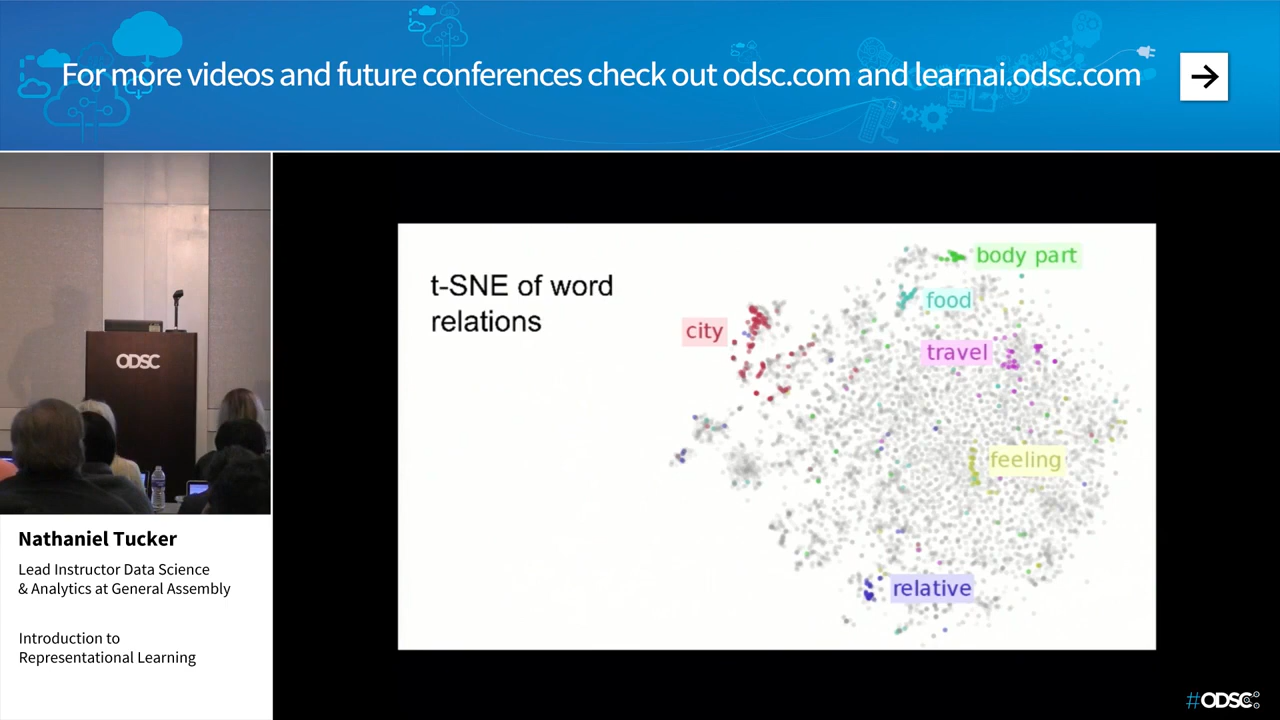 For more videos and future conferences check out odsc.com and learnai.odsc.com
ODSC
Nathaniel Tucker
Lead Instructor Data Science
& Analytics at General Assembly
Introduction to
Representational Learning
t-SNE of word
relations
body part
food
city
travel
feeling
relative
#ODSC